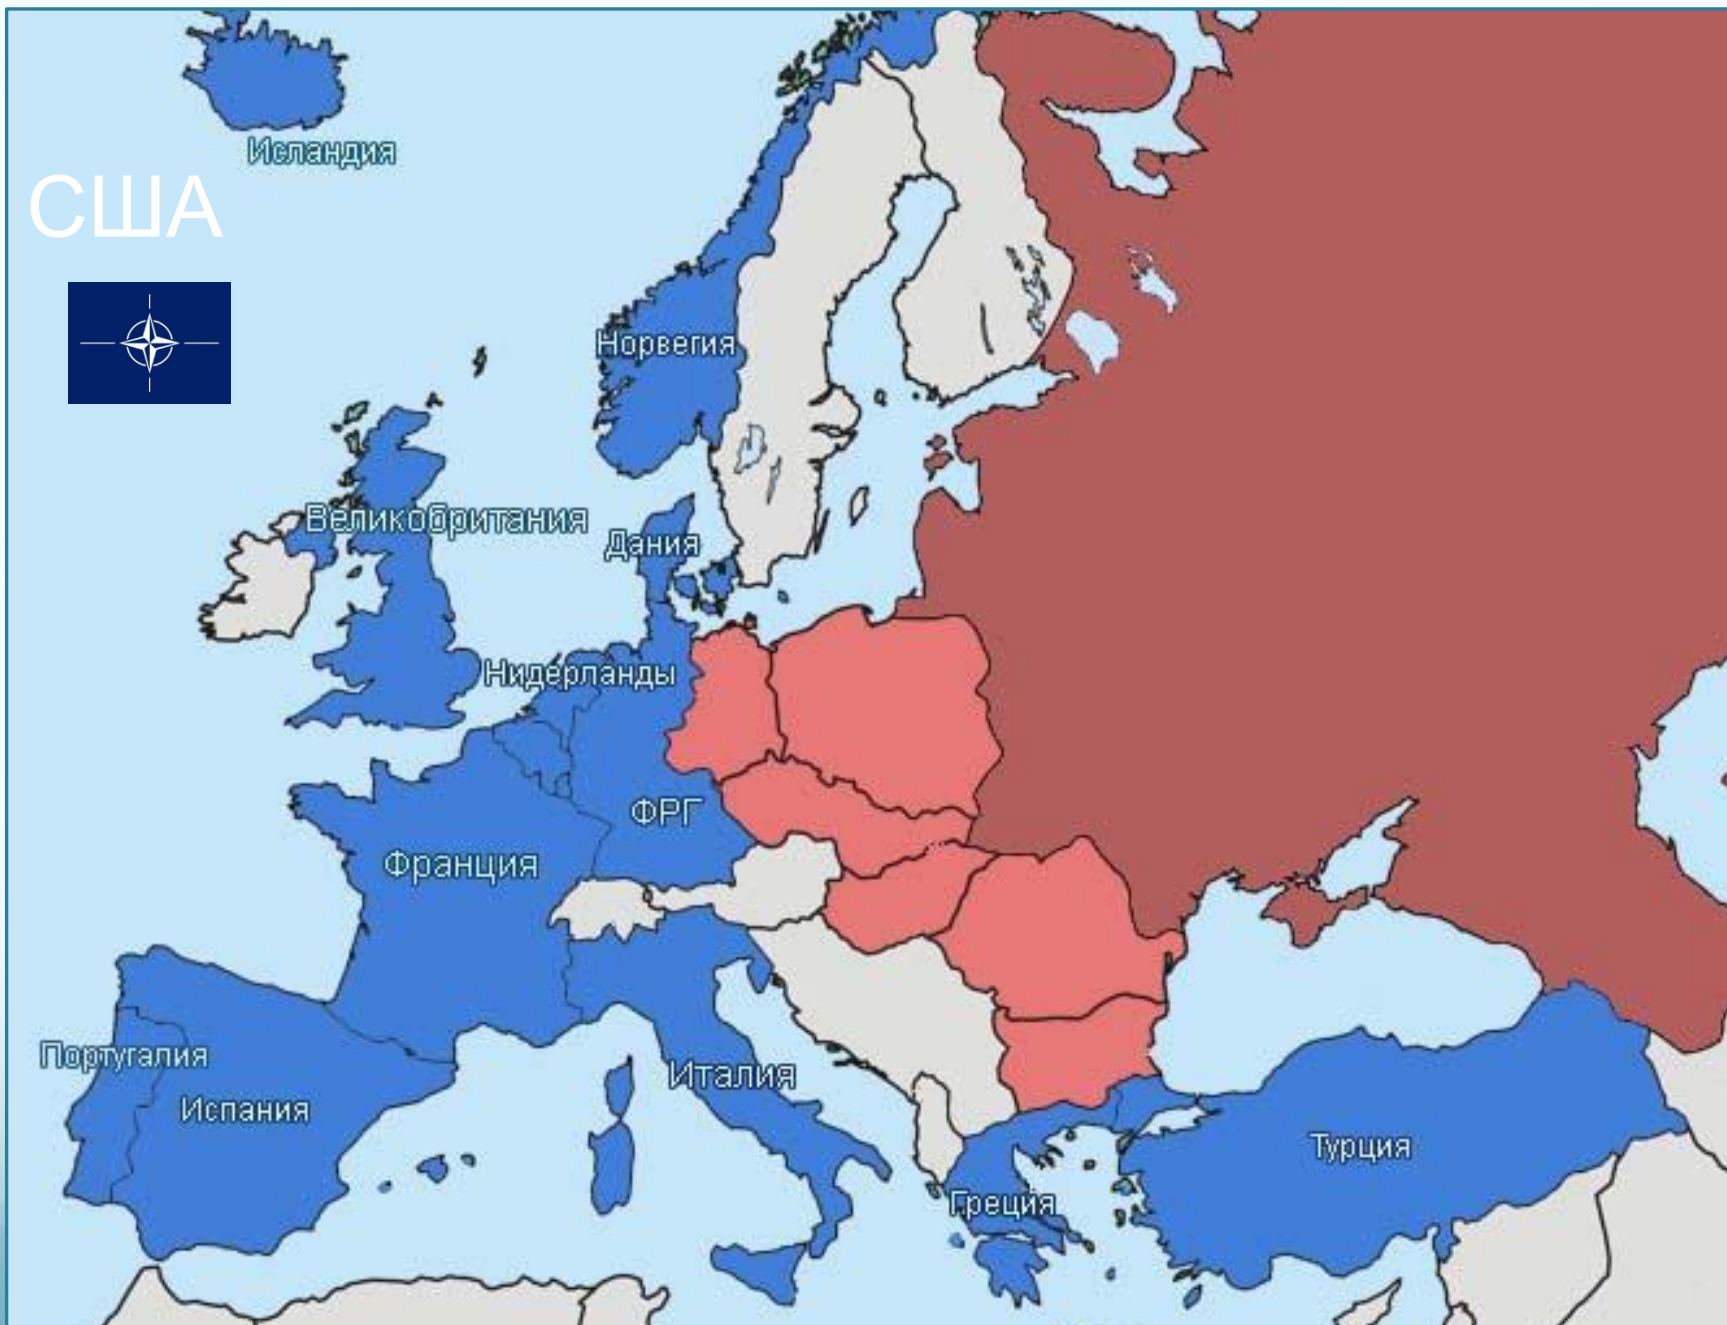 Исландия
США
Норвегия
Великобритания
Дания
Нидерланды
ФРГ
Франция
Португалия
Италия
Испания
Турция
Греция